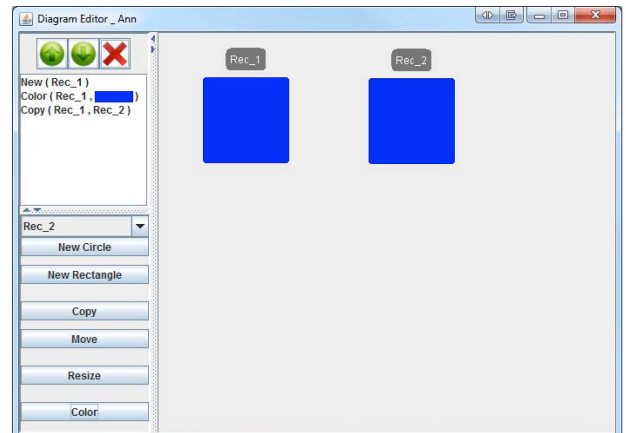 Diagram Editor _ Ann
New ( Rec_1 )
Color ( Rec_1 , )
Copy ( Rec_1 , Rec_2 )
Rec_2
New Circle
New Rectangle
Copy
Move
Resize
Color
Rec_1
Rec_2